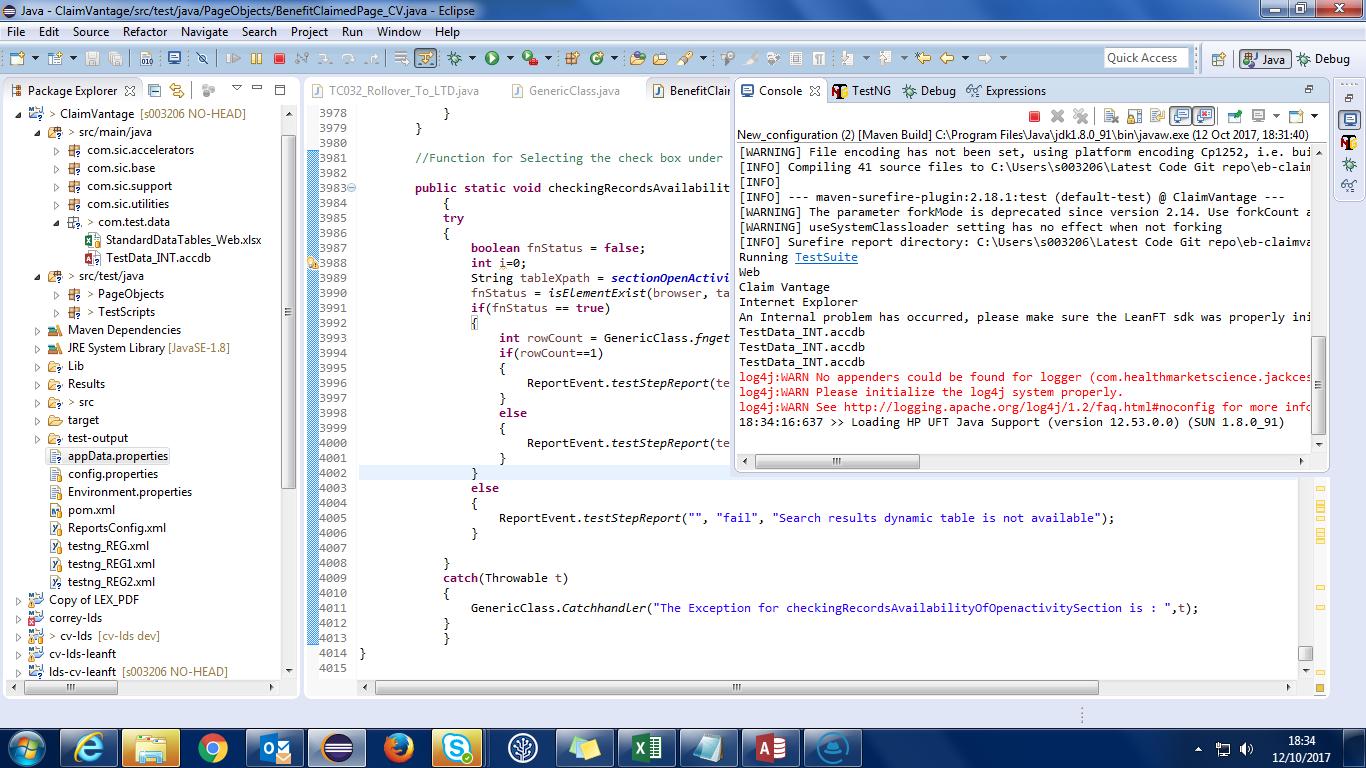 Java - ClaimVantage/src/test/java/PageObjects/BenefitClaimedPage_CV.java - Eclipse
File Edit Source Refactor Navigate Search Project Run Window Help
Quick Access
Java
Debug
Package Explorer
> ClaimVantage [s003206 NO-HEAD]
> src/main/java
com.sic.accelerators
com.sic.base
com.sic.support
com.sic.utilities
> com.test.data
StandardDataTables_Web.xlsx
TestData_INT.accdb
> src/test/java
> PageObjects
> TestScripts
Maven Dependencies
JRE System Library [JavaSE-1.8]
Lib
Results
> src
target
test-output
appData.properties
config.properties
Environment.properties
pom.xml
ReportsConfig.xml
testng_REG.xml
testng_REG1.xml
testng_REG2.xml
Copy of LEX_PDF
correy-lds
> cv-lds [cv-lds dev]
cv-lds-leanft
lds-cv-leanft [s003206 NO-HEAD]
TC032_Rollover_To_LTD.java
GenericClass.java
BenefitClai
3978 }
3979 }
3980
3981 //Function for Selecting the check box under
3982
3983 public static void checkingRecordsAvailabilit
3984 {
3985 try
3986 {
3987 boolean fnStatus = false;
3988 int i=0;
3989 String tableXpath = sectionOpenActivi
3990 fnStatus = isElementExist(browser, ta
3991 if(fnStatus == true)
3992 {
3993 int rowCount = GenericClass.fnget
3994 if(rowCount==1)
3995 {
3996 ReportEvent.testStepReport(te
3997 }
3998 else
3999 {
4000 ReportEvent.testStepReport(te
4001 }
4002 }
4003 else
4004 {
4005 ReportEvent.testStepReport("", "fail", "Search results dynamic table is not available");
4006 }
4007
4008 }
4009 catch(Throwable t)
4010 {
4011 GenericClass.Catchhandler("The Exception for checkingRecordsAvailabilityOfOpenactivitySection is : ",t);
4012 }
4013 }
4014 }
4015
Console
TestNG
Debug
Expressions
New_configuration (2) [Maven Build] C:\Program Files\Java\jdk1.8.0_91\bin\javaw.exe (12 Oct 2017, 18:31:40)
[WARNING] File encoding has not been set, using platform encoding Cp1252, i.e. bui
[INFO] Compiling 41 source files to C:\Users\s003206\Latest Code Git repo\eb-claim
[INFO]
[INFO] --- maven-surefire-plugin:2.18.1:test (default-test) @ ClaimVantage ---
[WARNING] The parameter forkMode is deprecated since version 2.14. Use forkCount a
[WARNING] useSystemClassloader setting has no effect when not forking
[INFO] Surefire report directory: C:\Users\s003206\Latest Code Git repo\eb-claimva
Running TestSuite
Web
Claim Vantage
Internet Explorer
An Internal problem has occurred, please make sure the LeanFT sdk was properly ini
TestData_INT.accdb
TestData_INT.accdb
TestData_INT.accdb
log4j:WARN No appenders could be found for logger (com.healthmarketscience.jackces
log4j:WARN Please initialize the log4j system properly.
log4j:WARN See http://logging.apache.org/log4j/1.2/faq.html#noconfig for more info
18:34:16:637 >> Loading HP UFT Java Support (version 12.53.0.0) (SUN 1.8.0_91)
18:34
12/10/2017